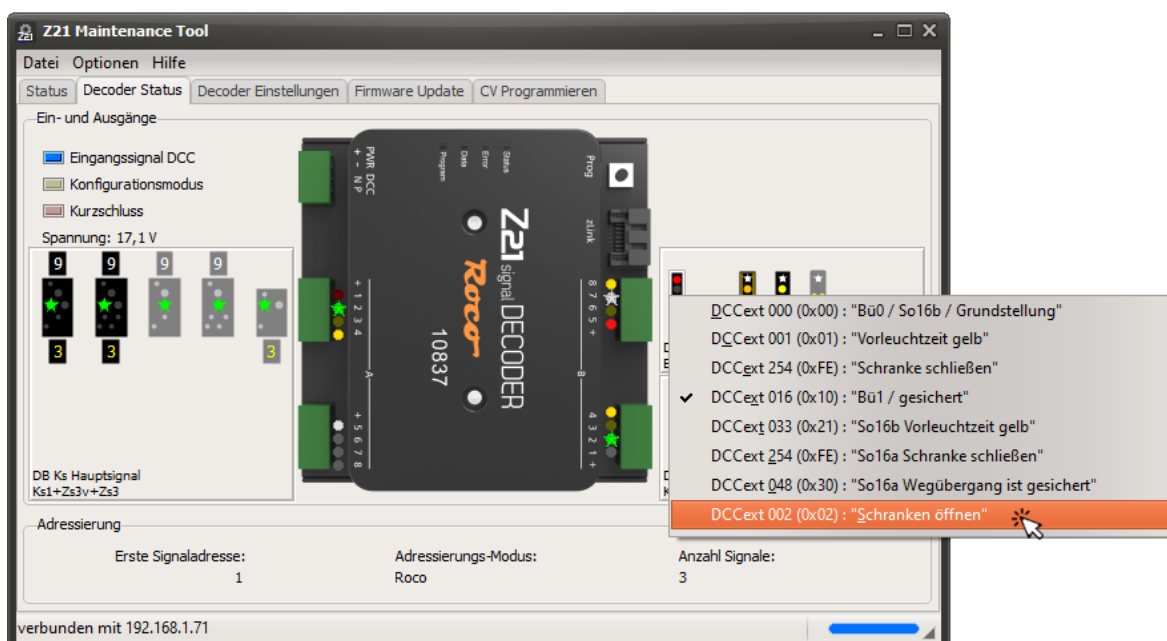 Z21 Maintenance Tool
Datei Optionen Hilfe
Status Decoder Status Decoder Einstellungen Firmware Update CV Programmieren
Ein- und Ausgänge
Eingangssignal DCC
Konfigurationsmodus
Kurzschluss
Spannung: 17,1 V
9 9 9 9
3 3 3
DB Ks Hauptsignal
Ks1+Zs3v+Zs3
PWR DCC
+ - N P
Program
Data
Error
Status
Prog
zLink
Z21 signal DECODER
Roco
10837
+ 1 2 3 4
A
+ 5 6 7 8
8 7 6 5 +
B
4 3 2 1 +
DCCext 000 (0x00) : "Bü0 / So16b / Grundstellung"
DCCext 001 (0x01) : "Vorleuchtzeit gelb"
DCCext 254 (0xFE) : "Schranke schließen"
DCCext 016 (0x10) : "Bü1 / gesichert"
DCCext 033 (0x21) : "So16b Vorleuchtzeit gelb"
DCCext 254 (0xFE) : "So16a Schranke schließen"
DCCext 048 (0x30) : "So16a Wegübergang ist gesichert"
DCCext 002 (0x02) : "Schranken öffnen"
Adressierung
Erste Signaladresse: Adressierungs-Modus: Anzahl Signale:
1 Roco 3
verbunden mit 192.168.1.71